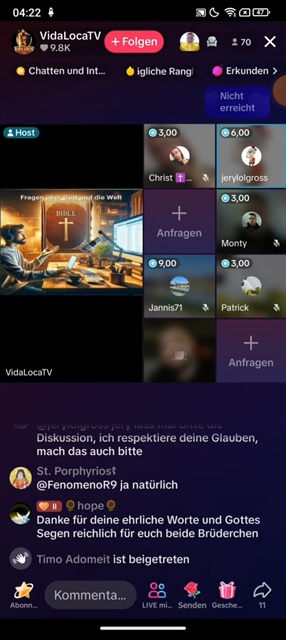 04:22
47
VidaLocaTV
9.8K
+ Folgen
70
Chatten und Int...
igliche Rangl
Erkunden
Nicht
erreicht
Host
3,00
6,00
Christ ✝️...
jerylolgross
Fragen über Gott und die Welt
BIBLE
3,00
Anfragen
Monty
9,00
3,00
Jannis71
Patrick
Anfragen
VidaLocaTV
Diskussion, ich respektiere deine Glauben,
mach das auch bitte
St. Porphyrios☦
@FenomenoR9 ja natürlich
II 🌻hope🌻
Danke für deine ehrliche Worte und Gottes
Segen reichlich für euch beide Brüderchen
Timo Adomeit ist beigetreten
Abonn...
Kommenta...
LIVE mi...
Senden
Gesche...
11